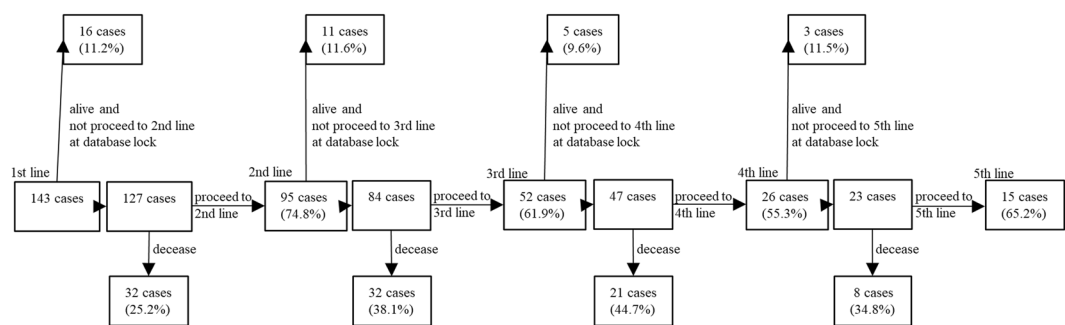 16 cases
(11.2%)
11 cases
(11.6%)
5 cases
(9.6%)
3 cases
(11.5%)
alive and
not proceed to 2nd line
at database lock
alive and
not proceed to 3rd line
at database lock
alive and
not proceed to 4th line
at database lock
alive and
not proceed to 5th line
at database lock
1st line
143 cases
127 cases
proceed to
2nd line
2nd line
95 cases
(74.8%)
84 cases
proceed to
3rd line
3rd line
52 cases
(61.9%)
47 cases
proceed to
4th line
4th line
26 cases
(55.3%)
23 cases
proceed to
5th line
5th line
15 cases
(65.2%)
decease
decease
decease
decease
32 cases
(25.2%)
32 cases
(38.1%)
21 cases
(44.7%)
8 cases
(34.8%)